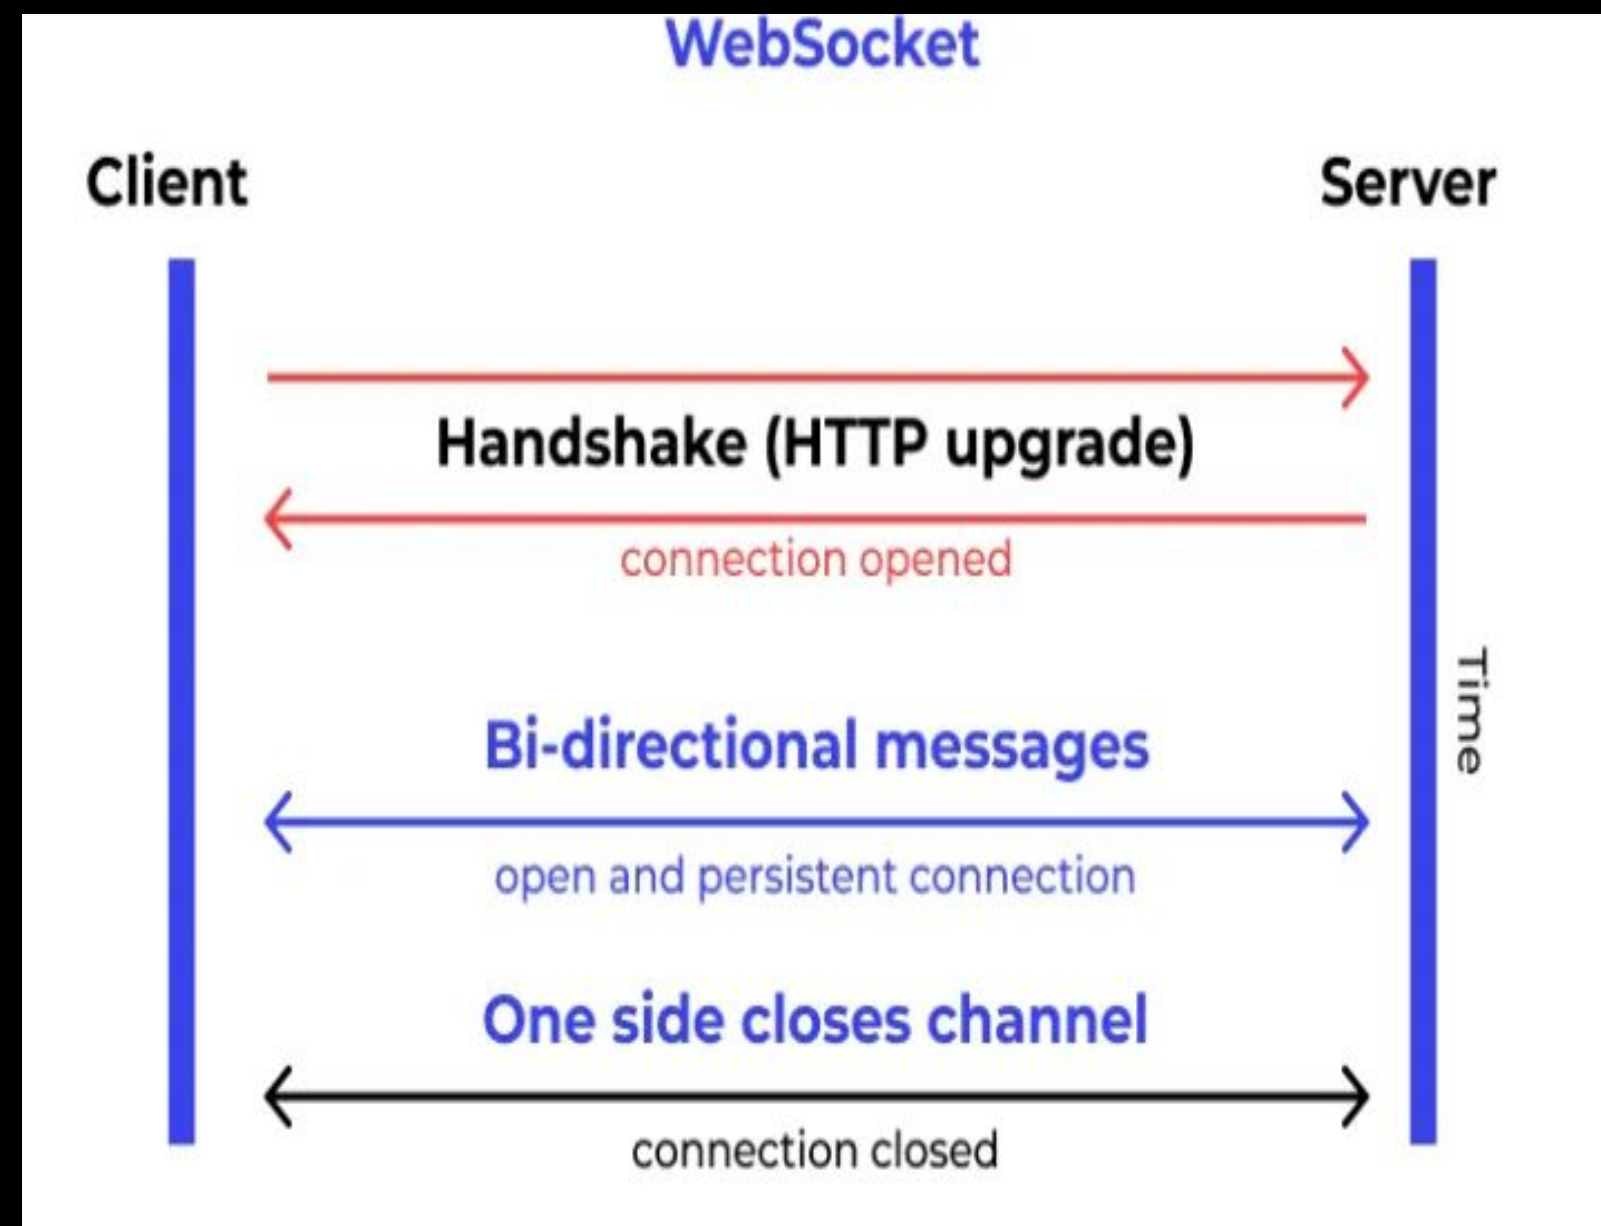 WebSocket
Client
Server
Handshake (HTTP upgrade)
connection opened
Time
Bi-directional messages
open and persistent connection
One side closes channel
connection closed